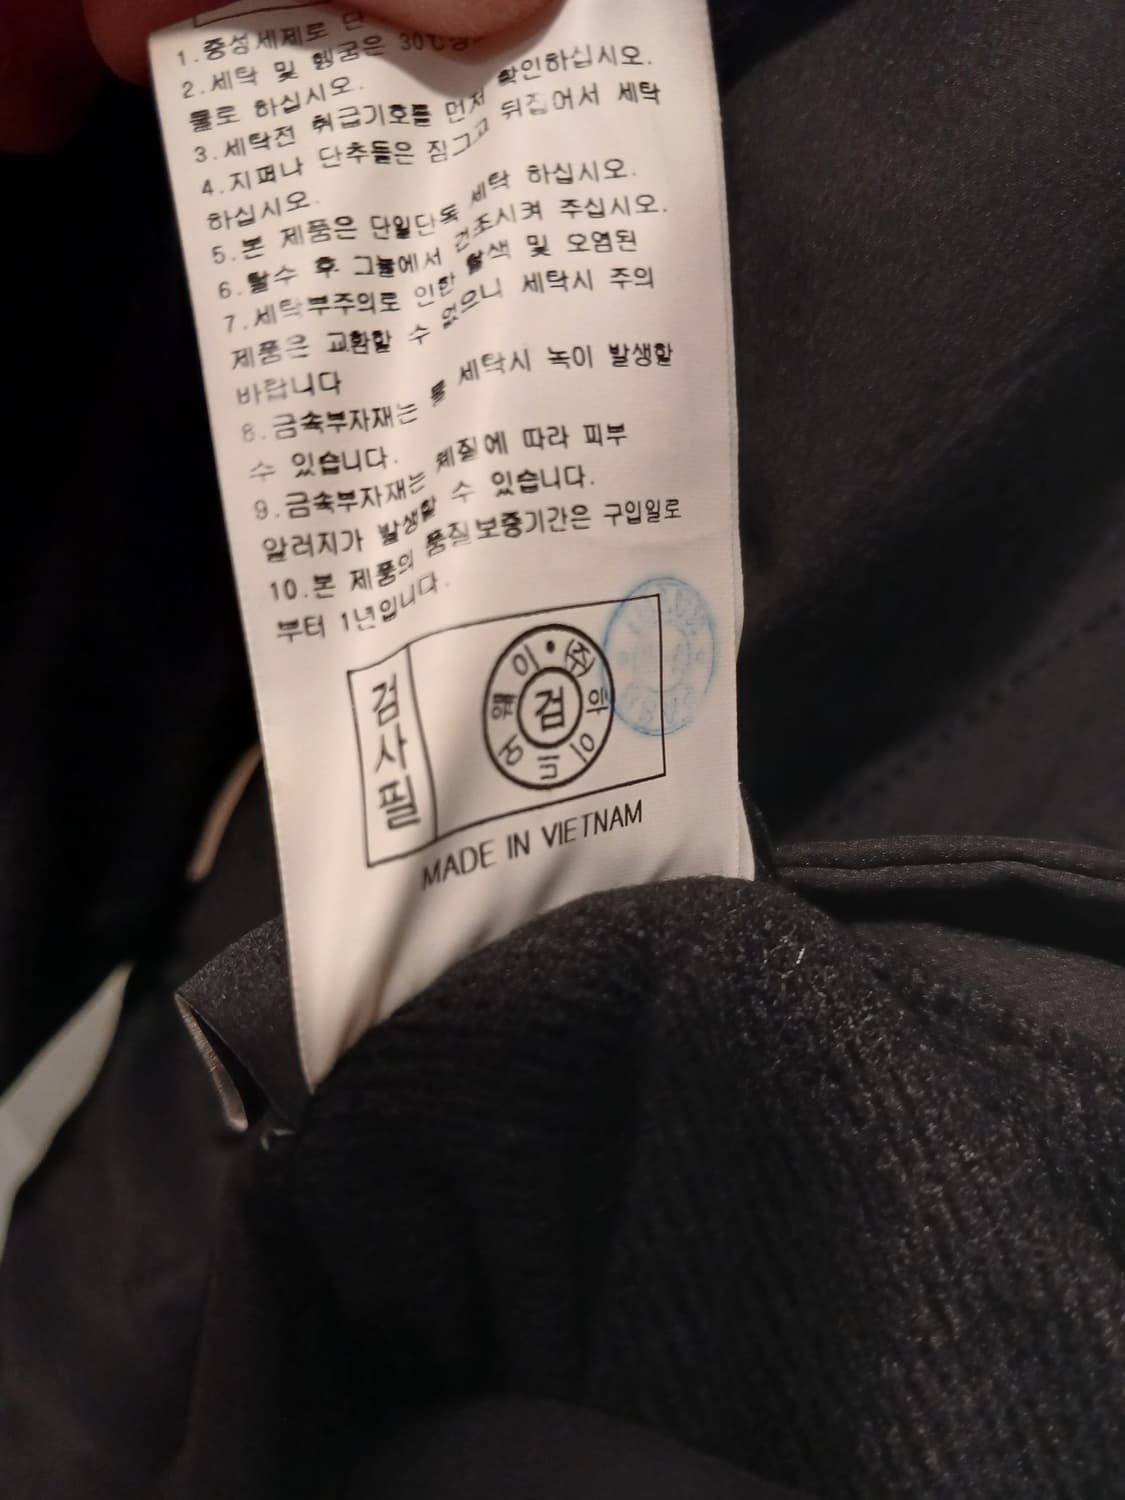 1.중성세제로 단
2.세탁 및 헹굼은 30℃
물로 하십시오.
3.세탁전 취급기호를 먼저 확인하십시오.
4.지퍼나 단추들은 잠그고 뒤집어서 세탁
하십시오.
5.본 제품은 단일단독 세탁 하십시오.
6.탈수 후 그늘에서 건조시켜 주십시오.
7.세탁부주의로 인한 탈색 및 오염된
제품은 교환할 수 없으니 세탁시 주의
바랍니다
8.금속부자재는 물 세탁시 녹이 발생할
수 있습니다.
9.금속부자재는 체질에 따라 피부
알러지가 발생할 수 있습니다.
10.본 제품의 품질보증기간은 구입일로
부터 1년입니다.
검사필
검
MADE IN VIETNAM